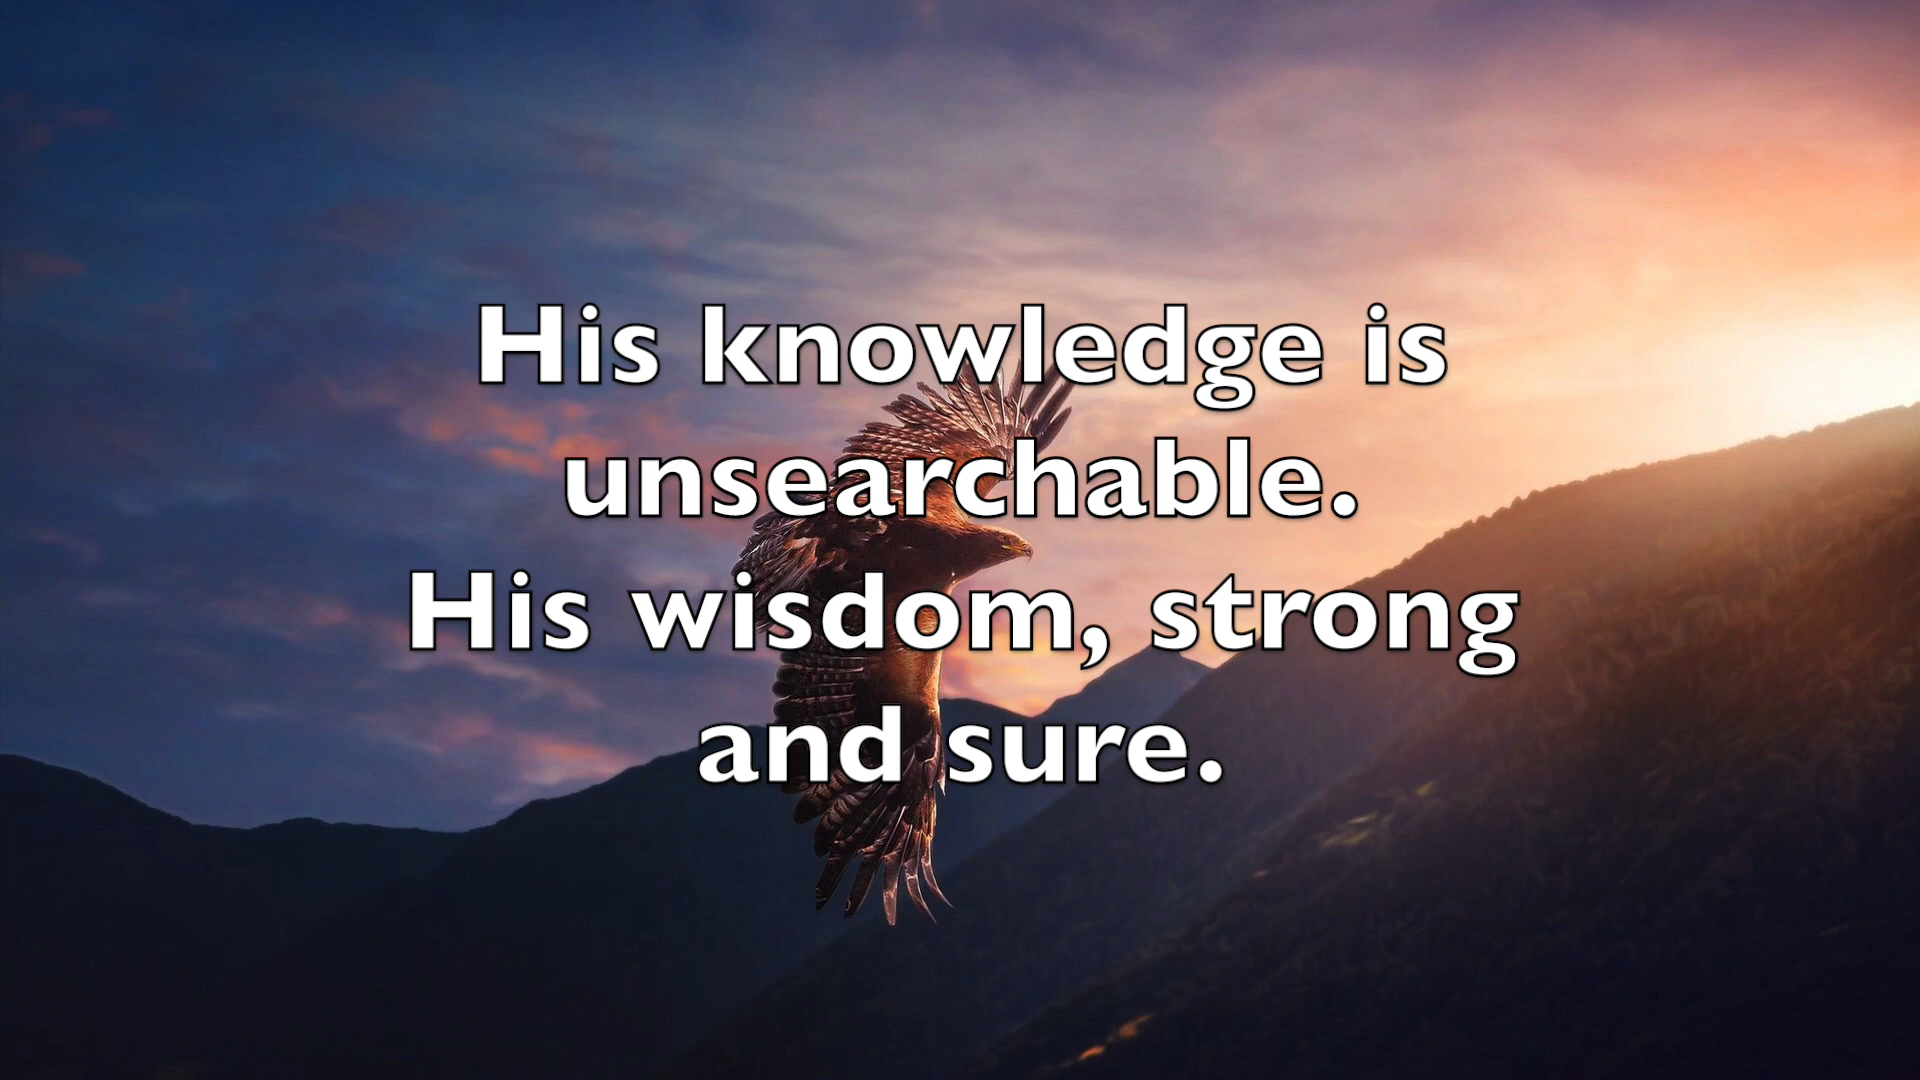 His knowledge is
unsearchable.
His wisdom, strong
and sure.